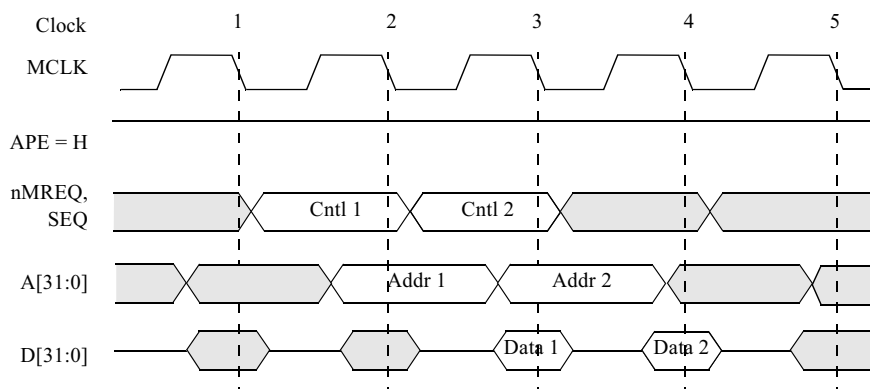 Clock 1 2 3 4 5
MCLK
APE = H
nMREQ,
SEQ
Cntl 1 Cntl 2
A[31:0] Addr 1 Addr 2
D[31:0] Data 1 Data 2